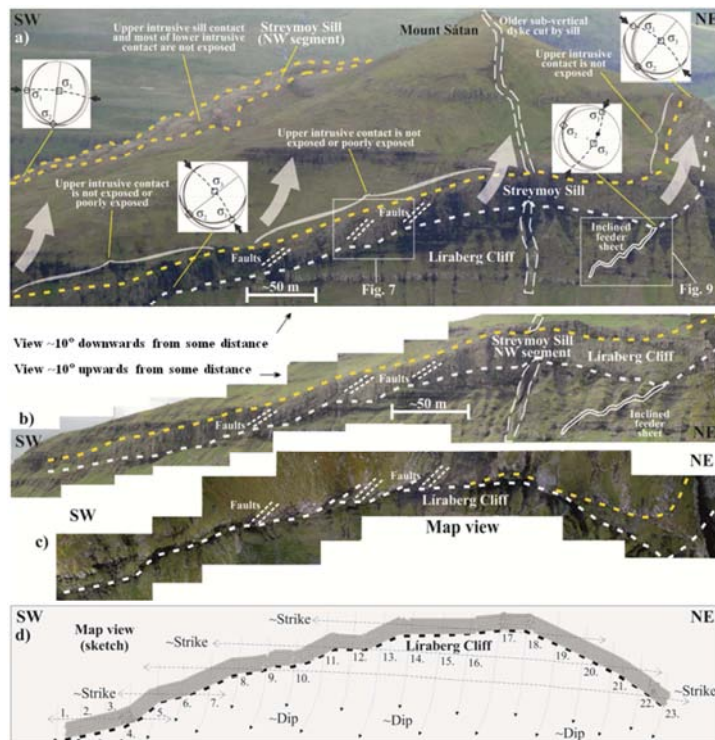 SW
NE
a)
Upper intrusive sill contact
and most of lower intrusive
contact are not exposed
Streymoy Sill
(NW segment)
Mount Sátan
Older sub-vertical
dyke cut by sill
Upper intrusive
contact is not
exposed
σ1
σ2
σ3
Upper intrusive contact is not
exposed or poorly exposed
Upper intrusive contact
is not exposed or
poorly exposed
σ1
σ2
σ3
σ1
σ2
σ3
Streymoy Sill
Faults
Faults
Líraberg Cliff
Inclined
feeder
sheet
~50 m
Fig. 7
Fig. 9
View ~10° downwards from some distance
View ~10° upwards from some distance
Streymoy Sill
NW segment
Líraberg Cliff
Faults
Faults
~50 m
Inclined
feeder
sheet
b)
SW
NE
NE
Faults
Faults
SW
Líraberg Cliff
c)
Map view
SW
NE
d)
Map view
(sketch)
~Strike
~Strike
~Strike
~Strike
Líraberg Cliff
1.
2.
3.
4.
5.
6.
7.
8.
9.
10.
11.
12.
13.
14.
15.
16.
17.
18.
19.
20.
21.
22.
23.
~Dip
~Dip
~Dip